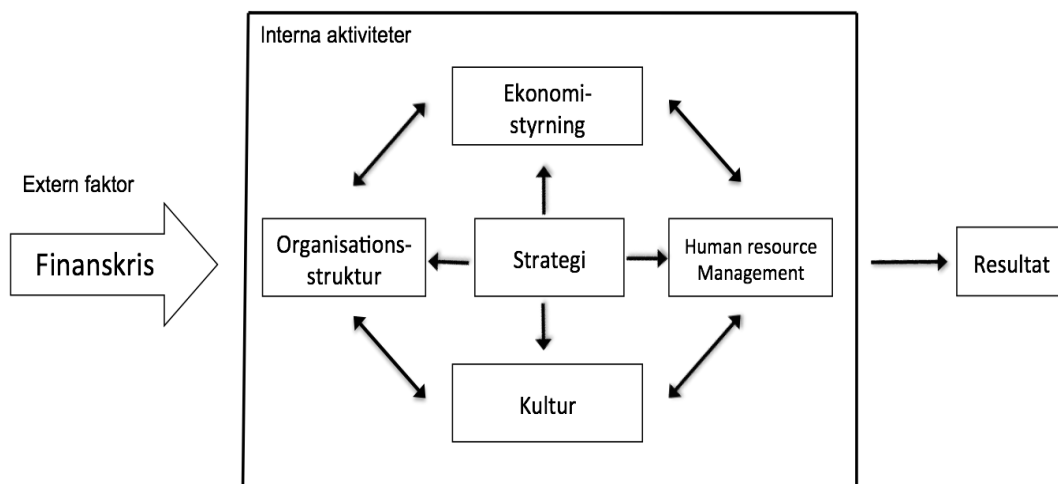 Interna aktiviteter
Ekonomi-
styrning
Extern faktor
Finanskris
Organisations-
struktur
Strategi
Human resource
Management
Resultat
Kultur